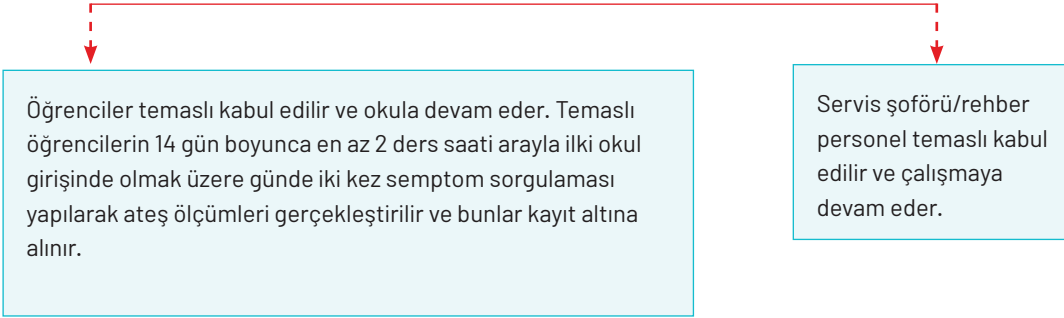 Öğrenciler temaslı kabul edilir ve okula devam eder. Temaslı
öğrencilerin 14 gün boyunca en az 2 ders saati arayla ilki okul
girişinde olmak üzere günde iki kez semptom sorgulaması
yapılarak ateş ölçümleri gerçekleştirilir ve bunlar kayıt altına
alınır.
Servis şoförü/rehber
personel temaslı kabul
edilir ve çalışmaya
devam eder.